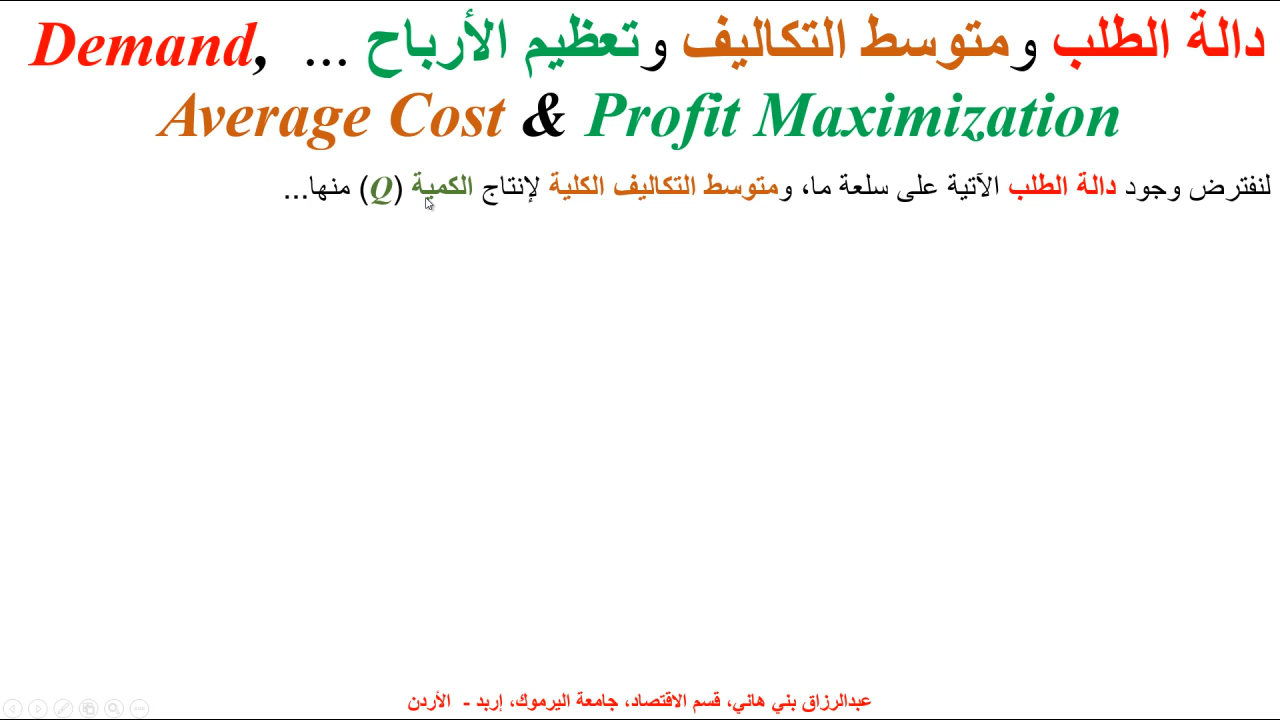 دالة الطلب ومتوسط التكاليف وتعظيم الأرباح ... Demand,
Average Cost & Profit Maximization
لنفترض وجود دالة الطلب الآتية على سلعة ما، ومتوسط التكاليف الكلية لإنتاج الكمية (Q) منها...
عبدالرزاق بني هاني، قسم الاقتصاد، جامعة اليرموك، إربد - الأردن